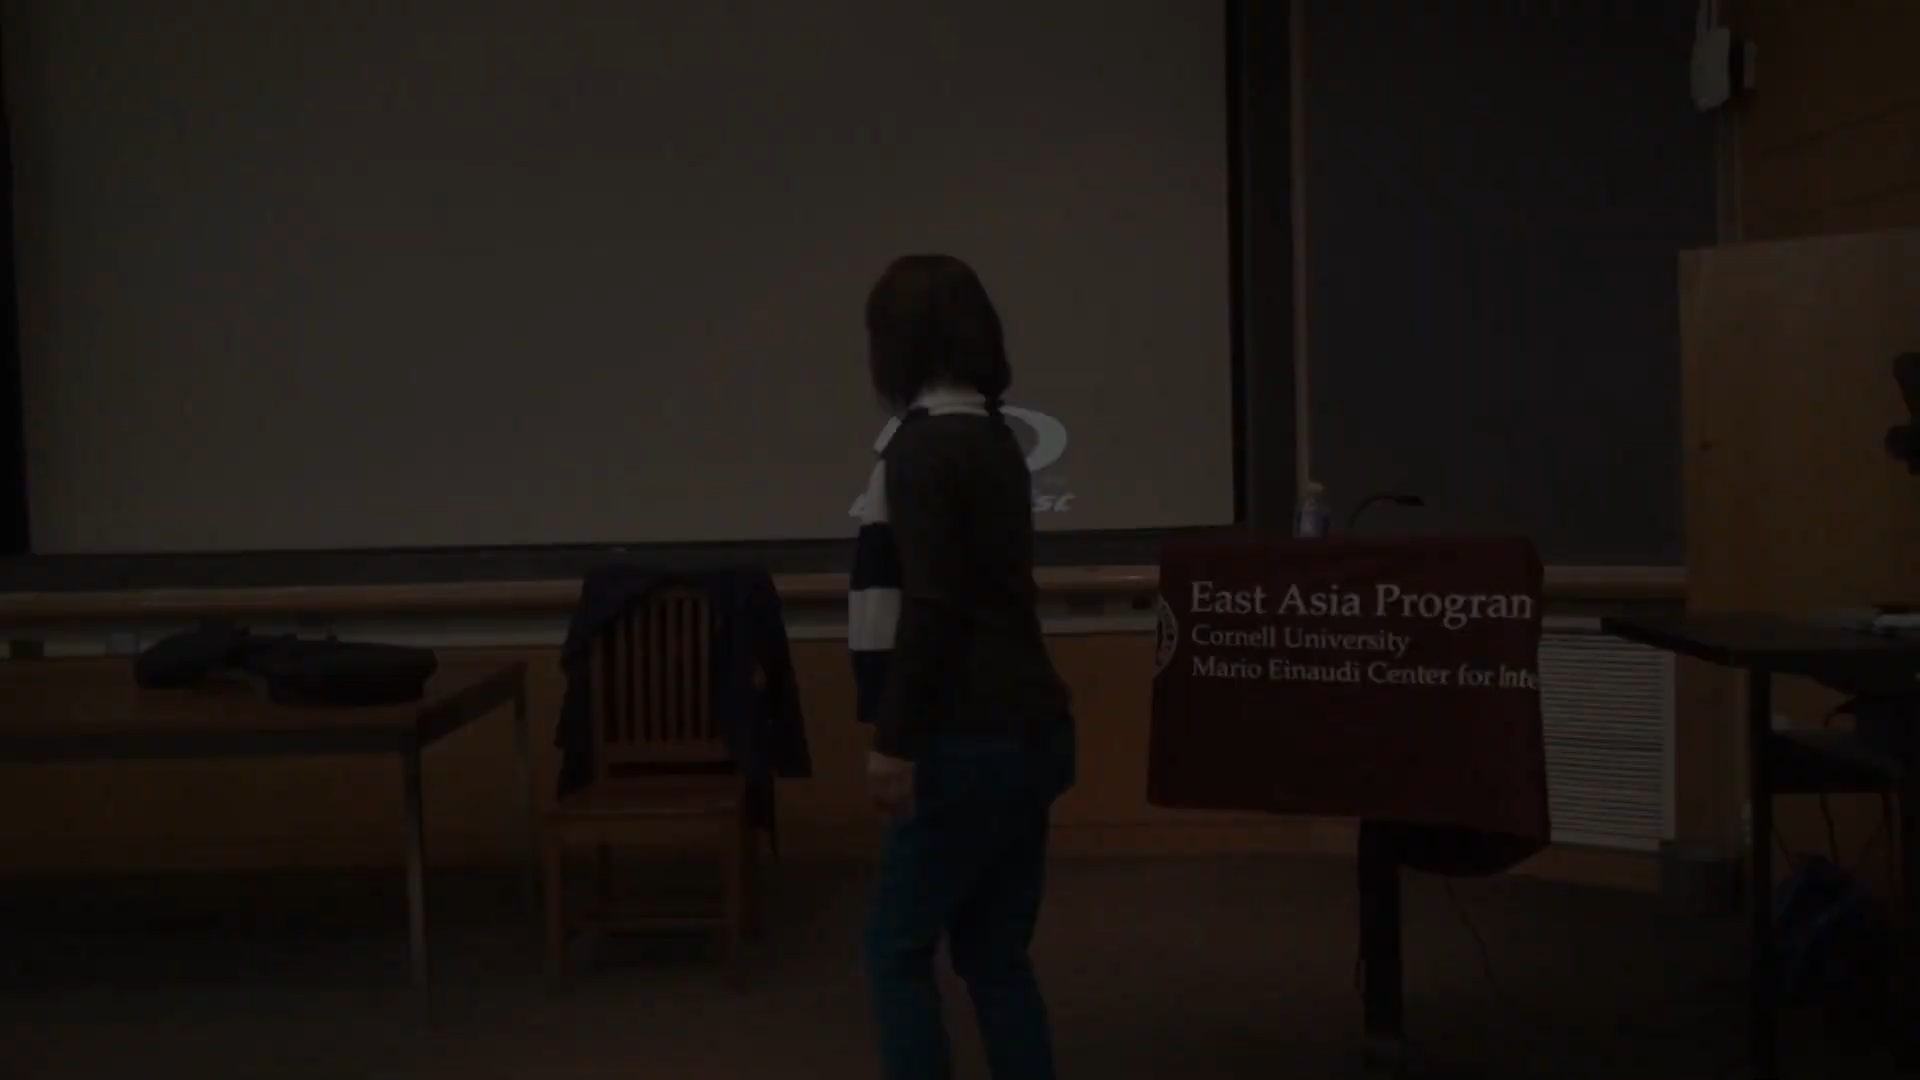 East Asia Progran
Cornell University
Mario Einaudi Center for Inte